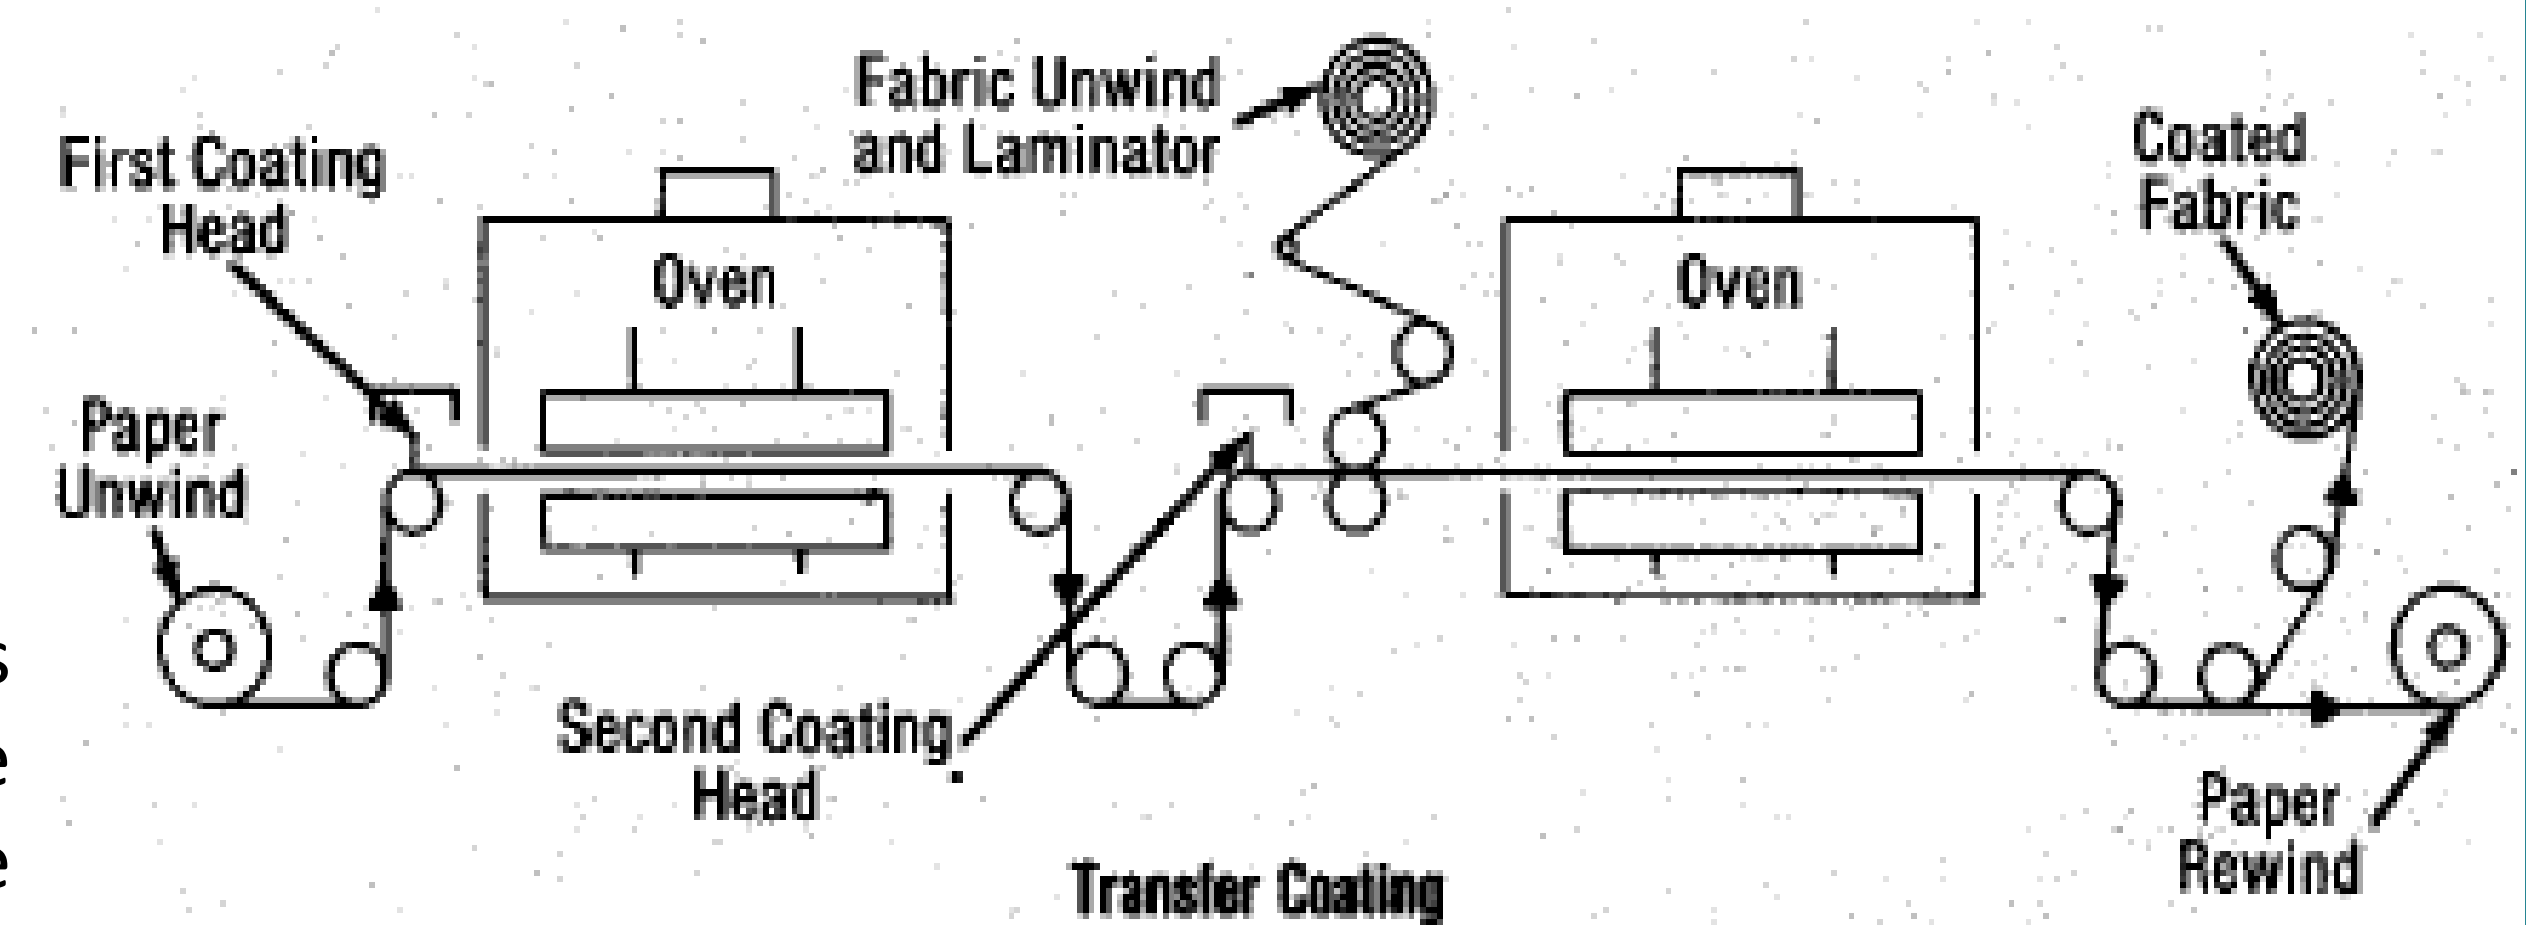 Fabric Unwind
and Laminator
First Coating
Head
Coated
Fabric
Oven
Oven
Paper
Unwind
s
e
e
Second Coating
Head
Paper
Rewind
Transfer Coating